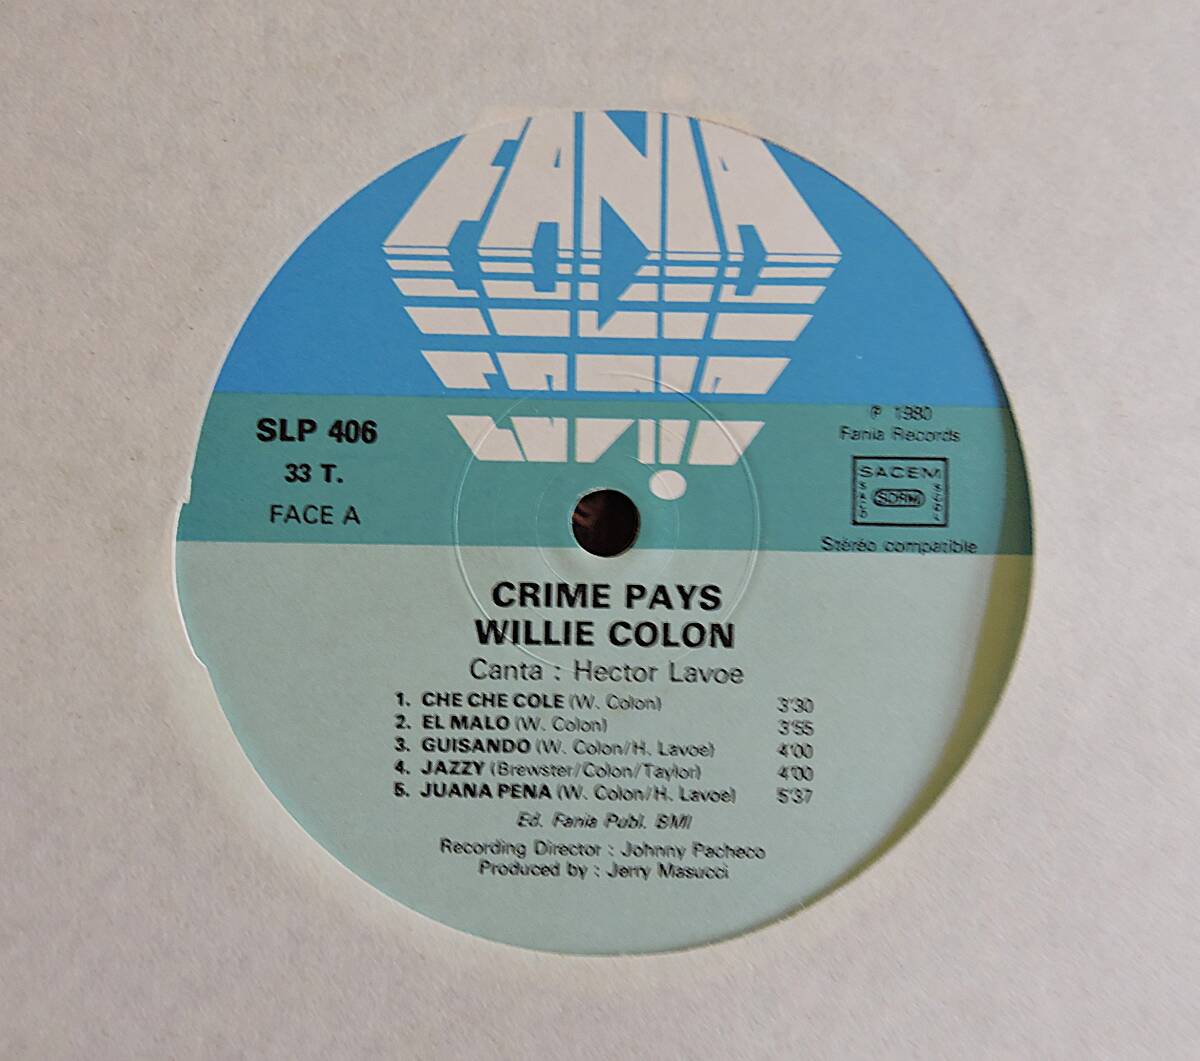 FANIA
SLP 406
33 T.
FACE A
℗ 1980
Fania Records
SACEM
SACD SDRM SGDL
Stéréo compatible
CRIME PAYS
WILLIE COLON
Canta : Hector Lavoe
1. CHE CHE COLE (W. Colon) 3'30
2. EL MALO (W. Colon) 3'55
3. GUISANDO (W. Colon/H. Lavoe) 4'00
4. JAZZY (Brewster/Colon/Taylor) 4'00
5. JUANA PENA (W. Colon/H. Lavoe) 5'37
Ed. Fania Publ. BMI
Recording Director : Johnny Pacheco
Produced by : Jerry Masucci